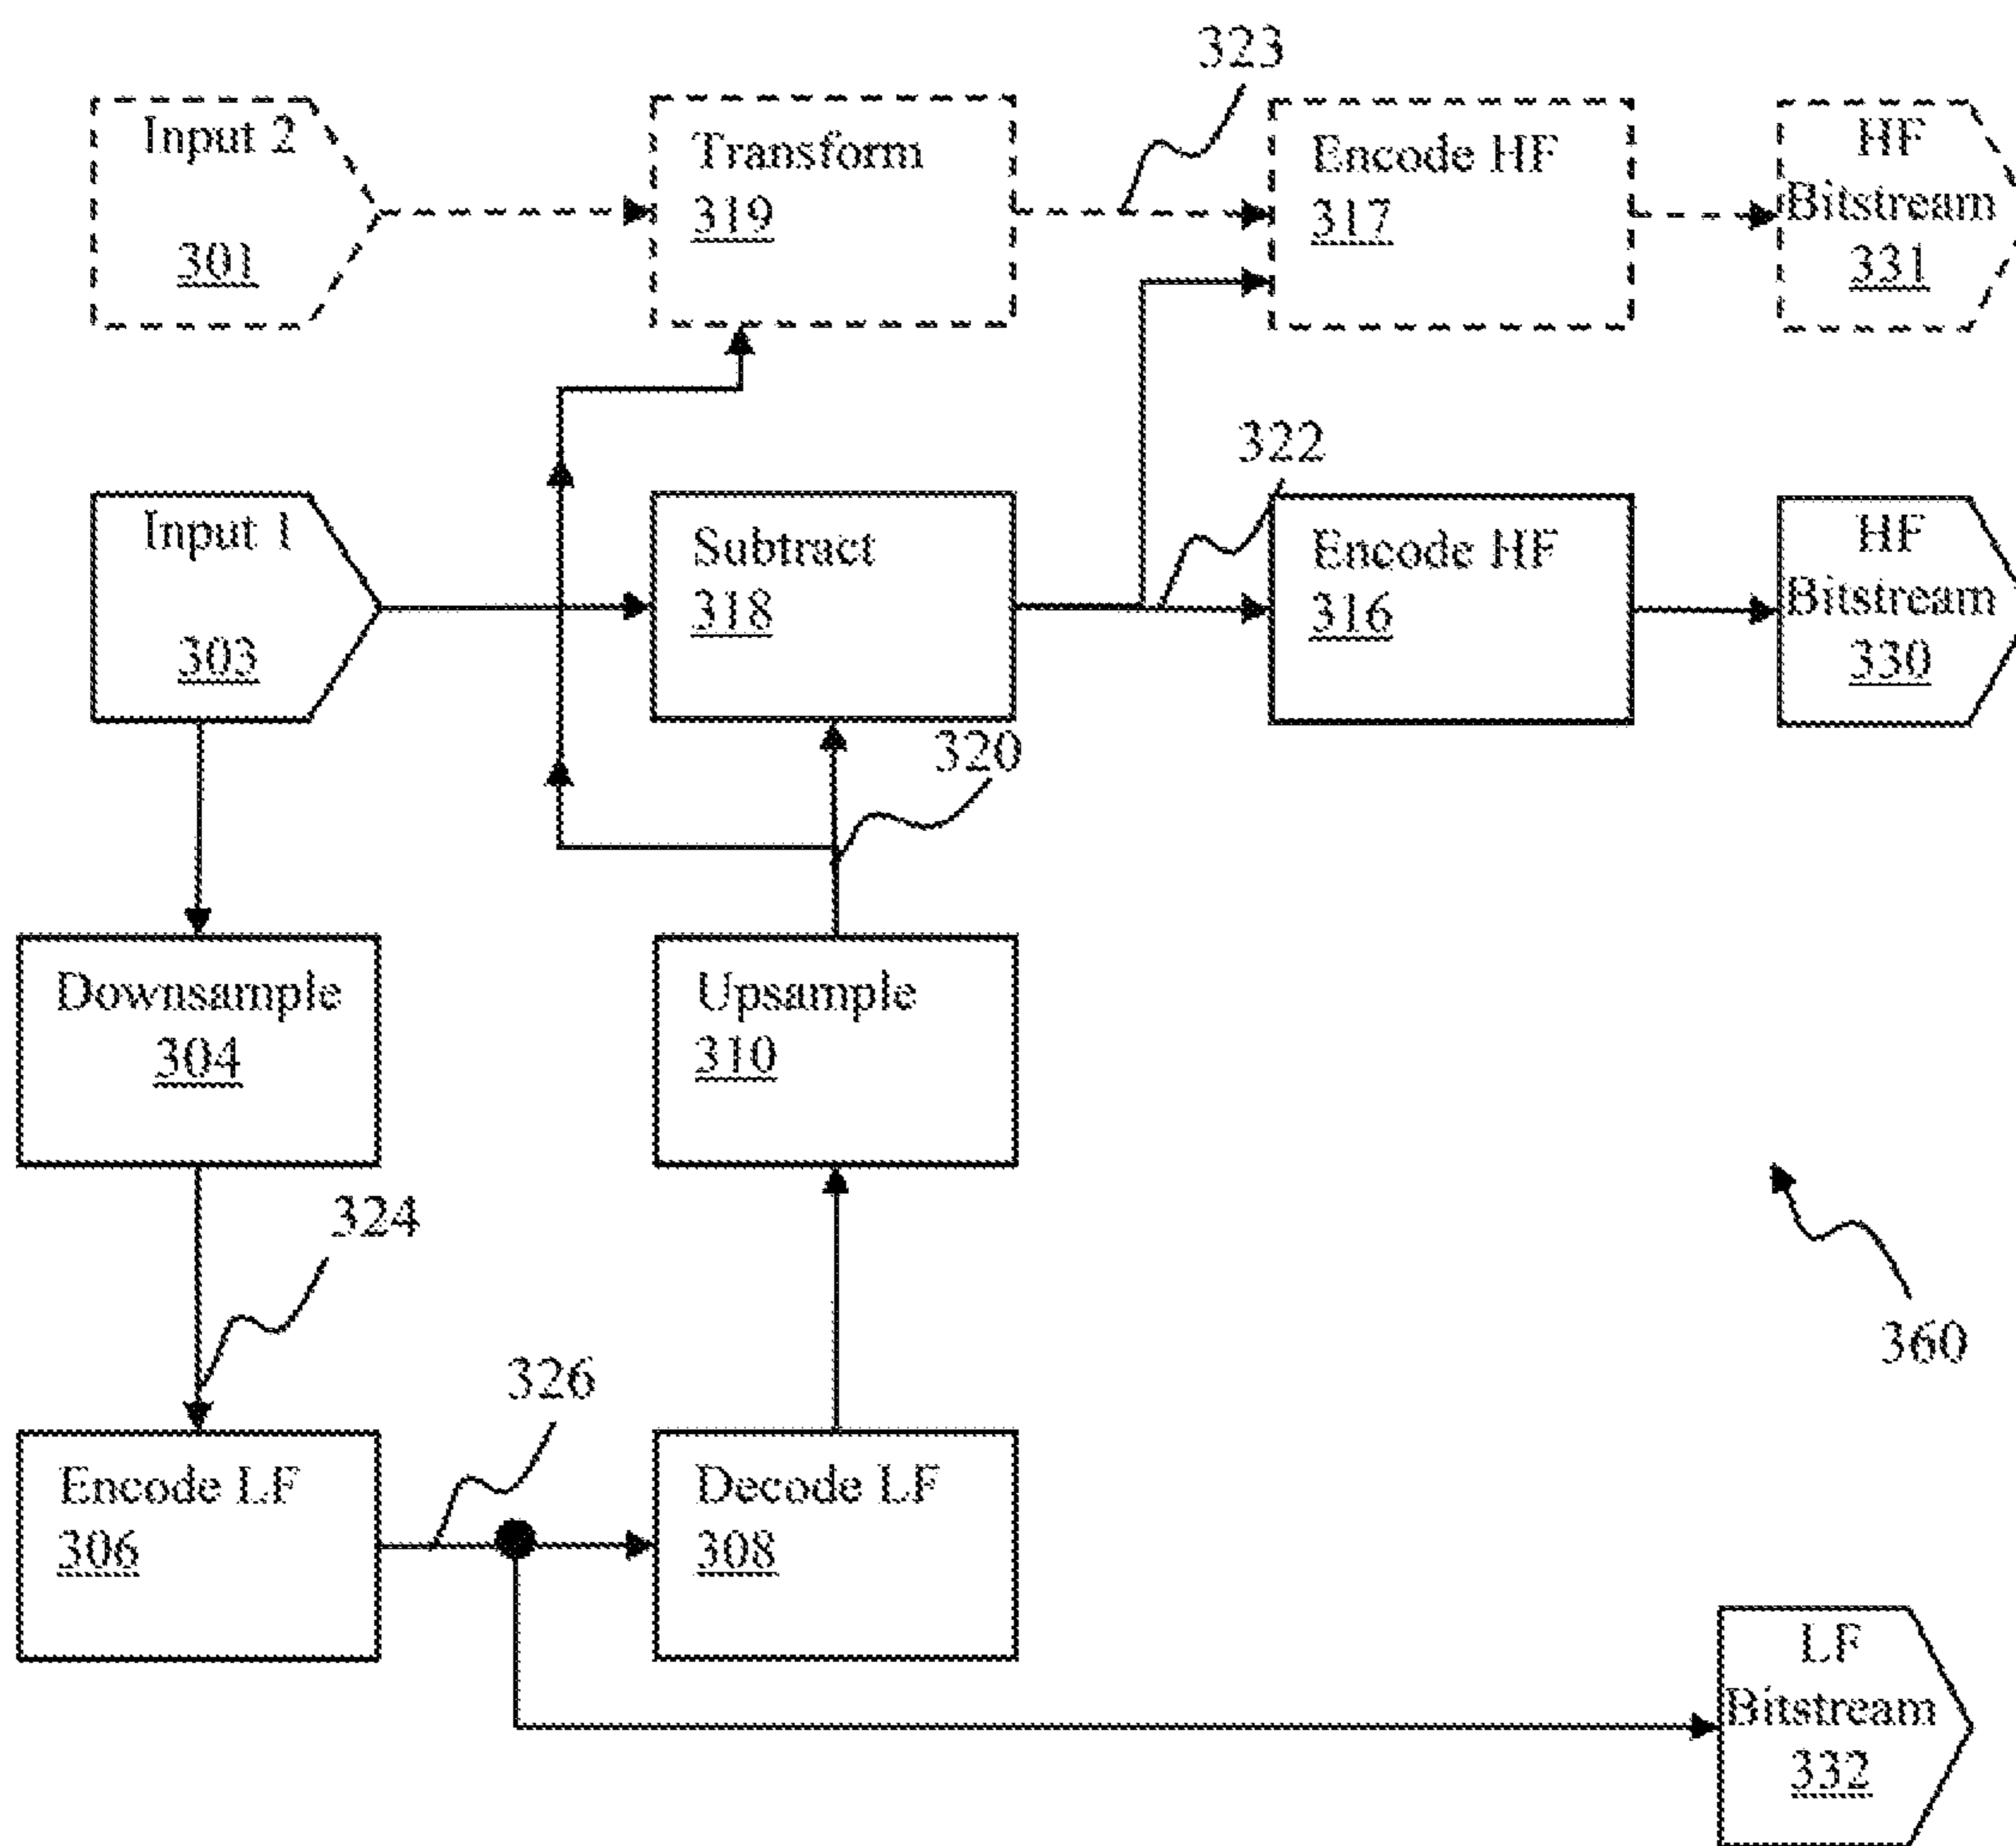 323
Input 2
301
Transform
319
Encode HF
317
HF
Bitstream
331
322
Input 1
303
Subtract
318
Encode HF
316
HF
Bitstream
330
320
Downsample
304
Upsample
310
324
326
360
Encode LF
306
Decode LF
308
LF
Bitstream
332